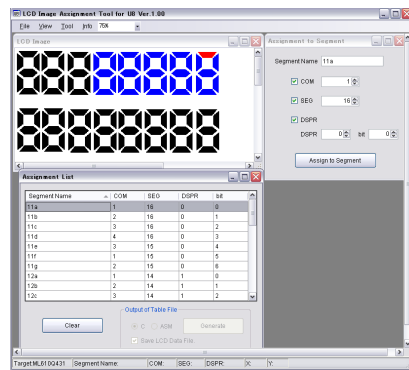 LCD Image Assignment Tool for U8 Ver.1.00
File View Tool Info 75%
LCD Image
Assignment to Segment
Segment Name 11a
COM 1
SEG 16
DSPR
DSPR 0 bit 0
Assign to Segment
Assignment List
Segment Name COM SEG DSPR bit
11a 1 16 0 0
11b 2 16 0 1
11c 3 16 0 2
11d 4 16 0 3
11e 3 15 0 4
11f 1 15 0 5
11g 2 15 0 6
12a 1 14 1 0
12b 2 14 1 1
12c 3 14 1 2
Output of Table File
Clear
C ASM Generate
Save LCD Data File
Target:ML610Q431 Segment Name: COM: SEG: DSPR: X: Y: